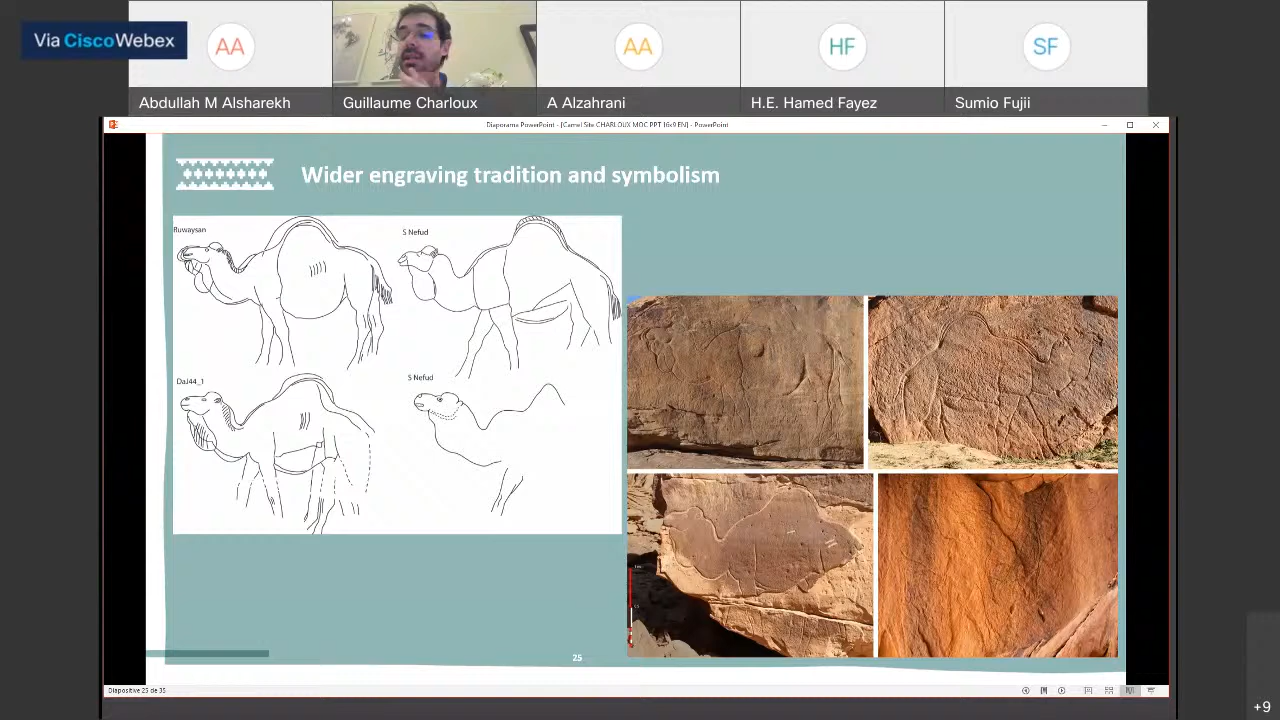 Via Cisco Webex
AA
AA
HF
SF
Abdullah M Alsharekh
Guillaume Charloux
A Alzahrani
H.E. Hamed Fayez
Sumio Fujii
Diaporama PowerPoint - [Camel Site CHARLOUX MOC PPT 16x9 EN] - PowerPoint
Wider engraving tradition and symbolism
Ruwaysan
S Nefud
DaJ44_1
S Nefud
25
Diapositive 25 de 35
+9